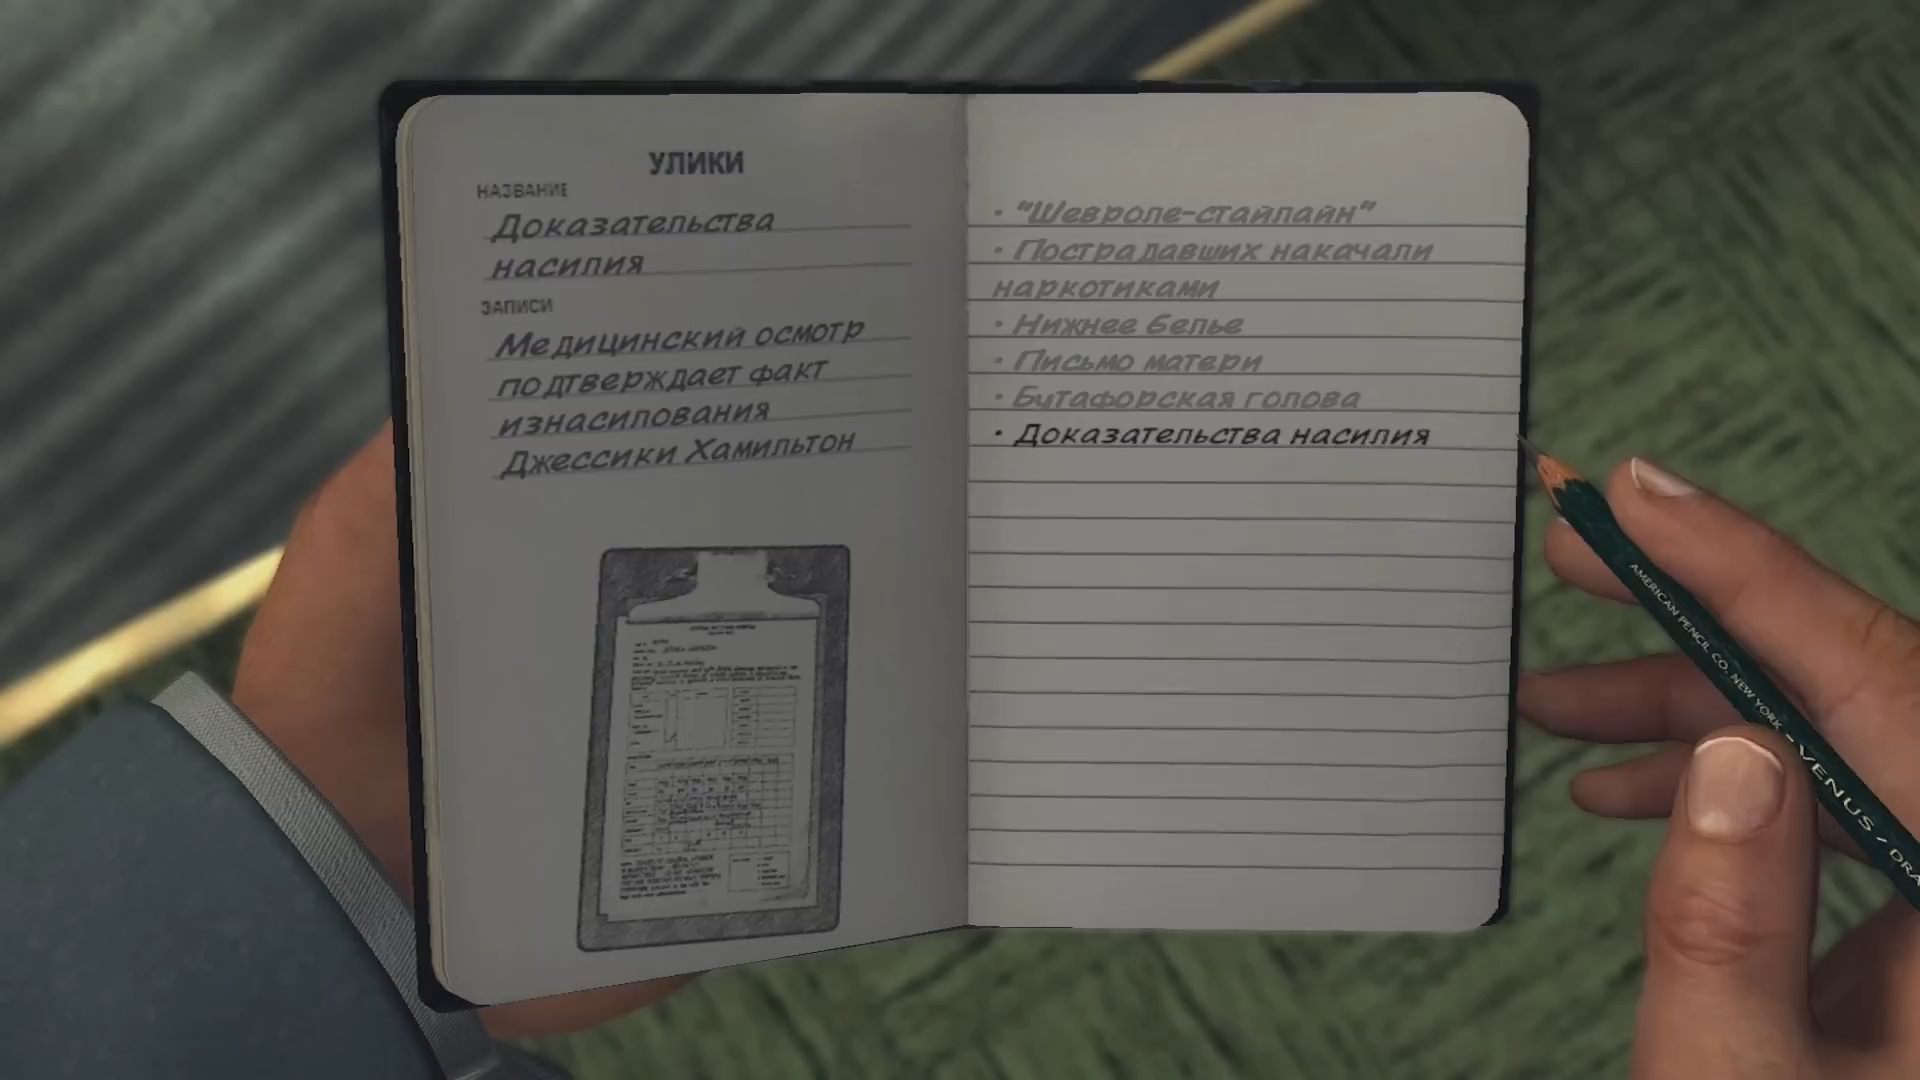 УЛИКИ
НАЗВАНИЕ
Доказательства
насилия
ЗАПИСИ
Медицинский осмотр
подтверждает факт
изнасилования
Джессики Хамильтон
· "Шевроле-стайлайн"
· Пострадавших накачали
наркотиками
· Нижнее белье
· Письмо матери
· Бутафорская голова
· Доказательства насилия
AMERICAN PENCIL CO. NEW YORK - VENUS / DRA